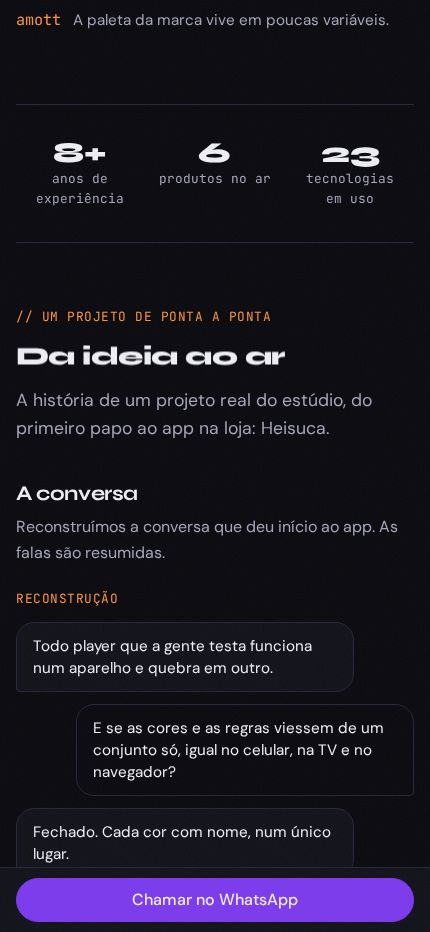 amott A paleta da marca vive em poucas variáveis.
8+
anos de
experiência
6
produtos no ar
23
tecnologias
em uso
// UM PROJETO DE PONTA A PONTA
Da ideia ao ar
A história de um projeto real do estúdio, do
primeiro papo ao app na loja: Heisuca.
A conversa
Reconstruímos a conversa que deu início ao app. As
falas são resumidas.
RECONSTRUÇÃO
Todo player que a gente testa funciona
num aparelho e quebra em outro.
E se as cores e as regras viessem de um
conjunto só, igual no celular, na TV e no
navegador?
Fechado. Cada cor com nome, num único
lugar.
Chamar no WhatsApp